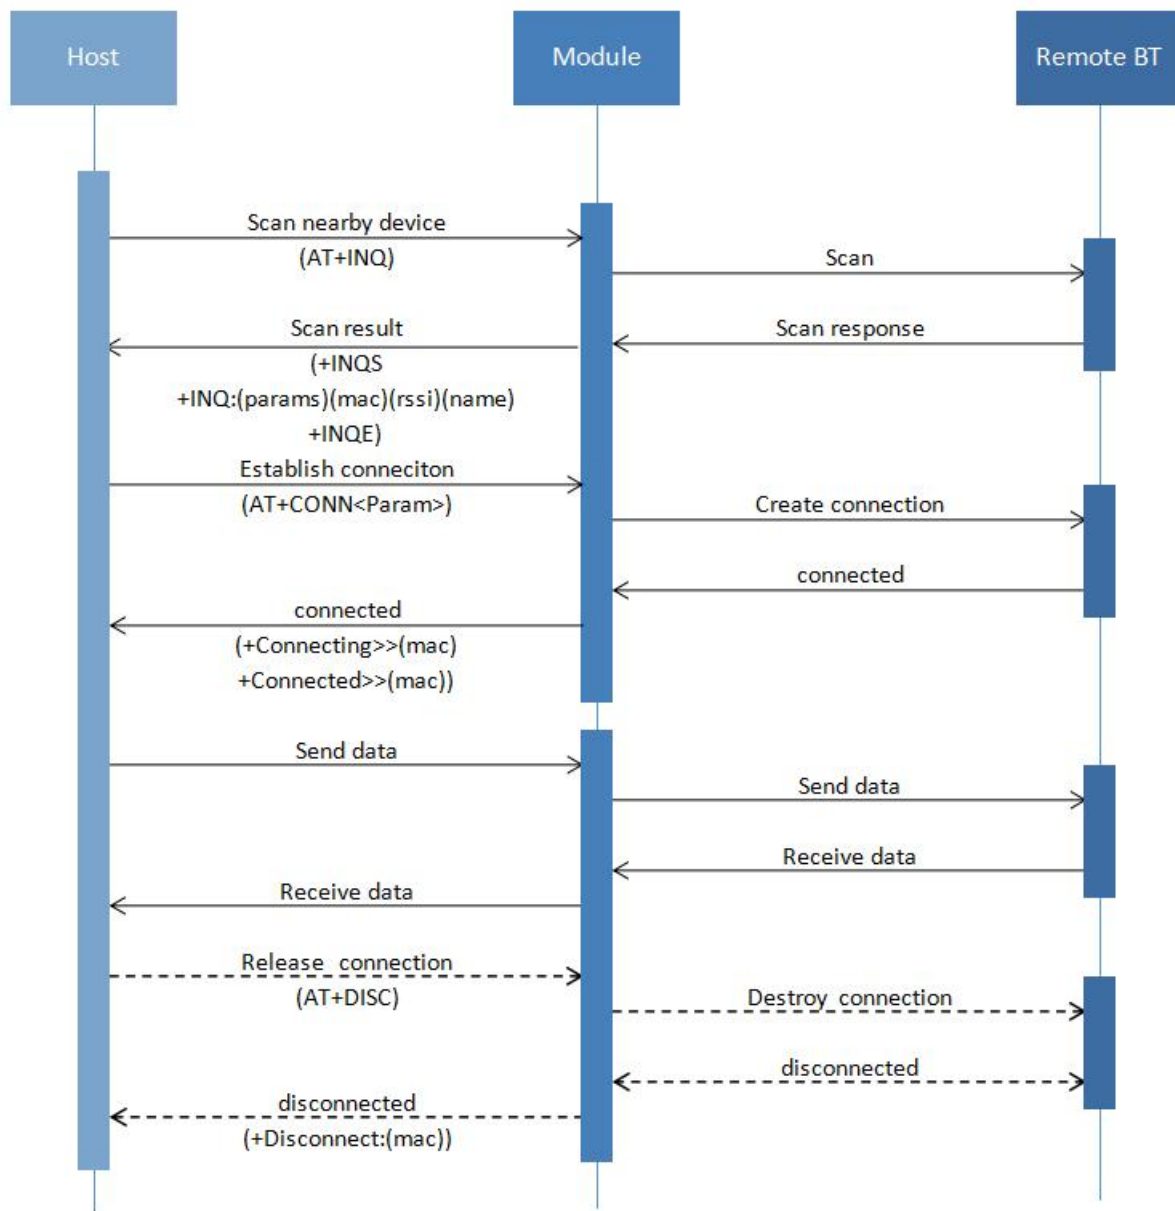 Host
Module
Remote BT
Scan nearby device
(AT+INQ)
Scan
Scan result
Scan response
(+INQS
+INQ:(params)(mac)(rssi)(name)
+INQE)
Establish conneciton
(AT+CONN<Param>)
Create connection
connected
connected
(+Connecting>>(mac)
+Connected>>(mac))
Send data
Send data
Receive data
Receive data
Release connection
(AT+DISC)
Destroy connection
disconnected
disconnected
(+Disconnect:(mac))